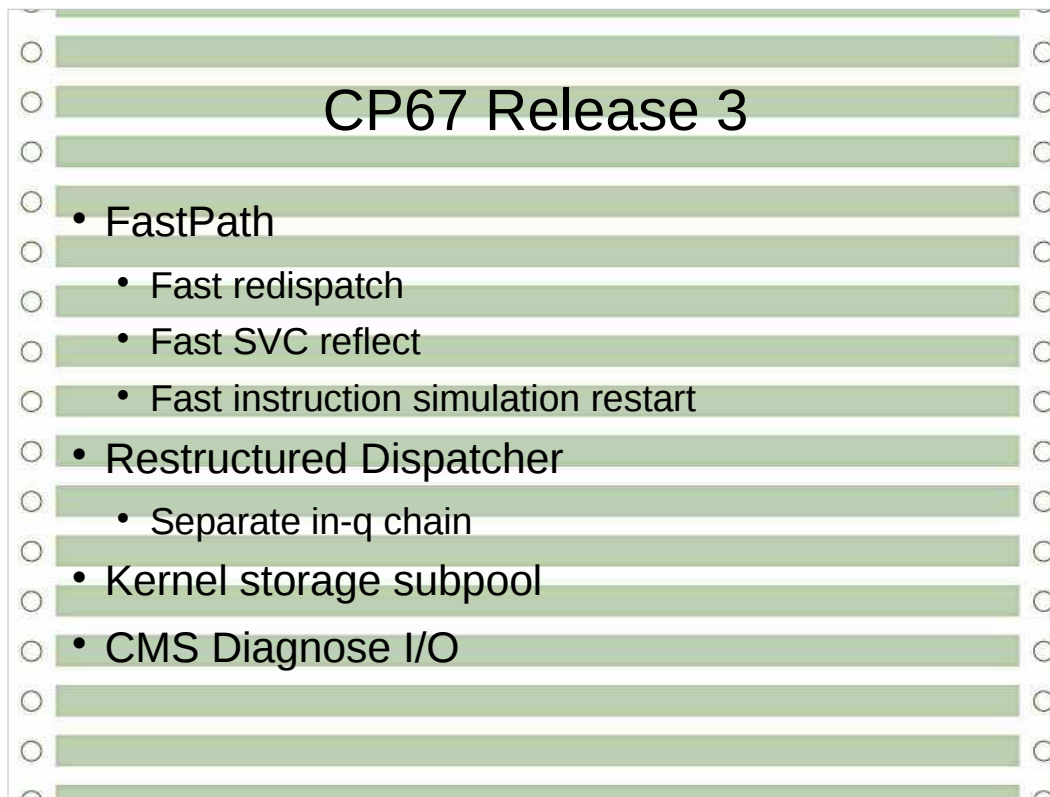 CP67 Release 3
• FastPath
• Fast redispatch
• Fast SVC reflect
• Fast instruction simulation restart
• Restructured Dispatcher
• Separate in-q chain
• Kernel storage subpool
• CMS Diagnose I/O